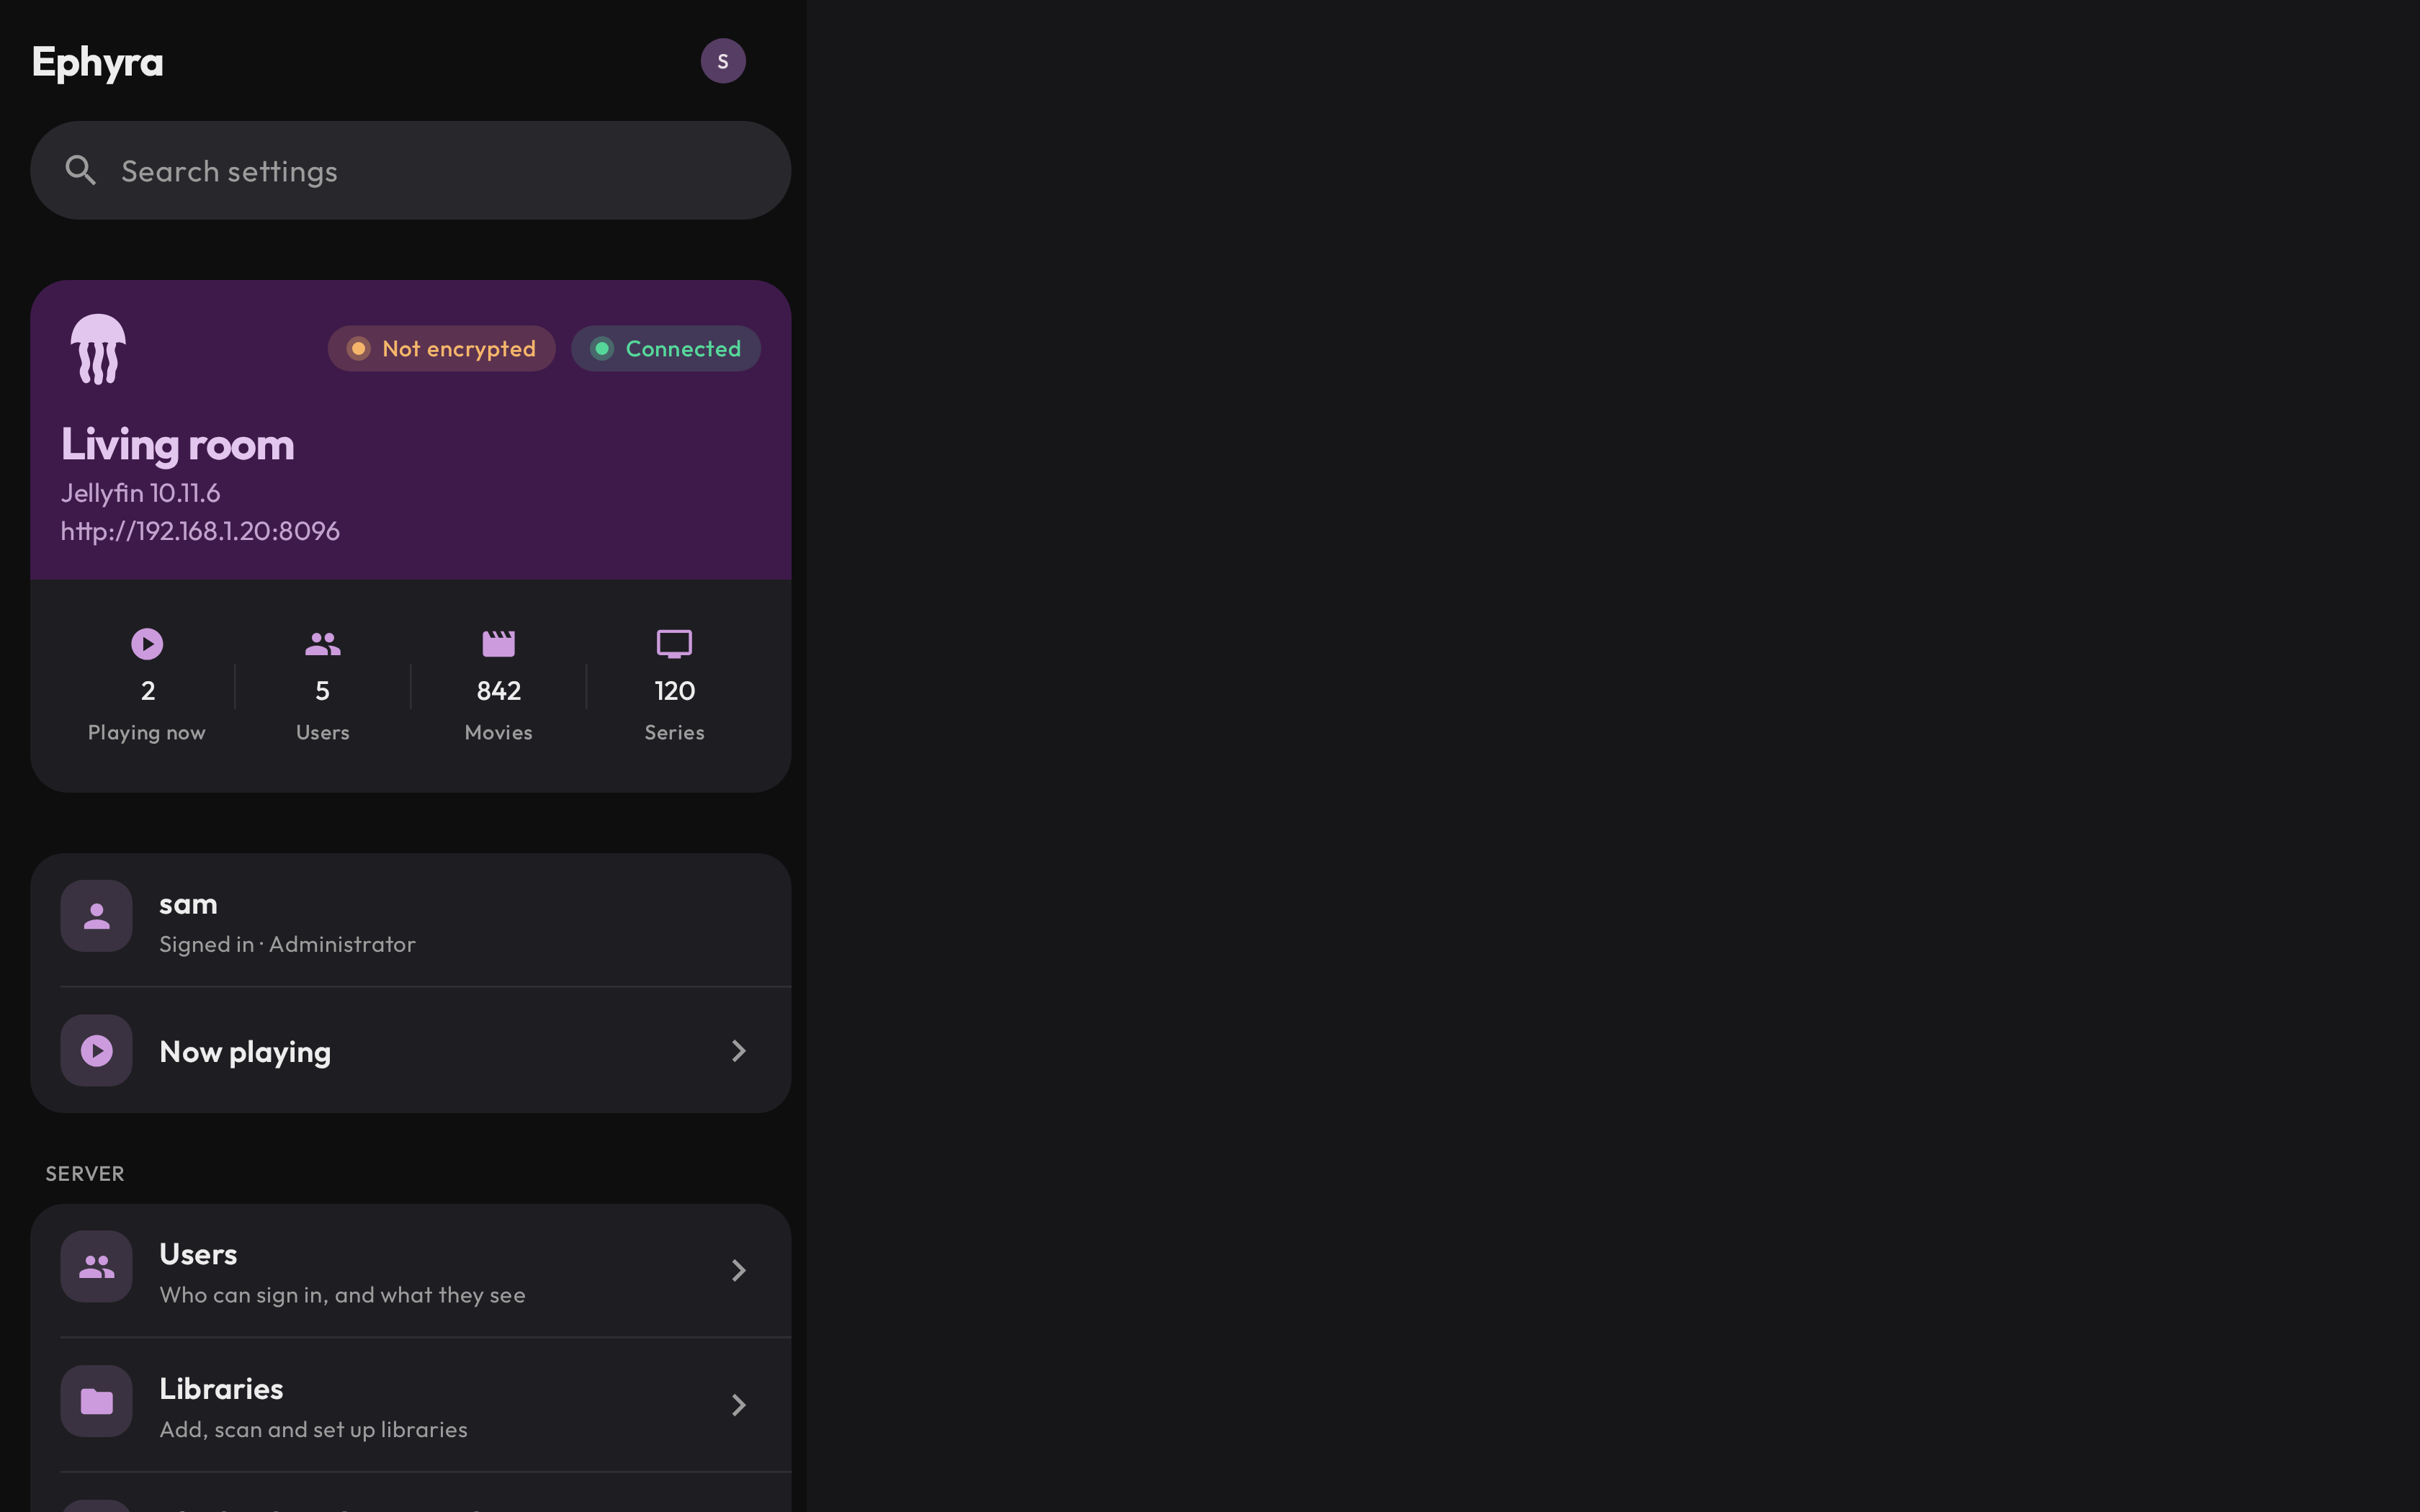 Ephyra
S
Search settings
Not encrypted
Connected
Living room
Jellyfin 10.11.6
http://192.168.1.20:8096
2
5
842
120
Playing now
Users
Movies
Series
sam
Signed in · Administrator
Now playing
SERVER
Users
Who can sign in, and what they see
Libraries
Add, scan and set up libraries